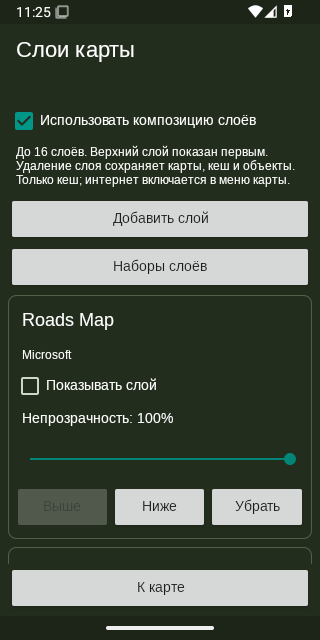 11:25
Слои карты
Использовать композицию слоёв
До 16 слоёв. Верхний слой показан первым.
Удаление слоя сохраняет карты, кеш и объекты.
Только кеш; интернет включается в меню карты.
Добавить слой
Наборы слоёв
Roads Map
Microsoft
Показывать слой
Непрозрачность: 100%
Выше
Ниже
Убрать
К карте